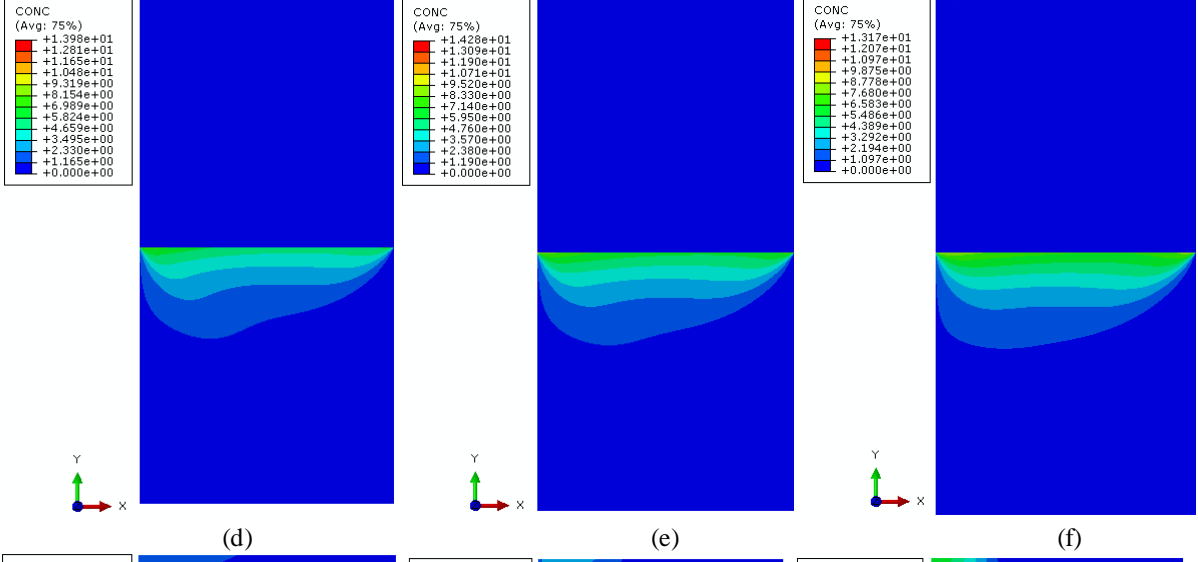 CONC
(Avg: 75%)
+1.398e+01
+1.281e+01
+1.165e+01
+1.048e+01
+9.319e+00
+8.154e+00
+6.989e+00
+5.824e+00
+4.659e+00
+3.495e+00
+2.330e+00
+1.165e+00
+0.000e+00
Y
X
(d)
CONC
(Avg: 75%)
+1.428e+01
+1.309e+01
+1.190e+01
+1.071e+01
+9.520e+00
+8.330e+00
+7.140e+00
+5.950e+00
+4.760e+00
+3.570e+00
+2.380e+00
+1.190e+00
+0.000e+00
Y
X
(e)
CONC
(Avg: 75%)
+1.317e+01
+1.207e+01
+1.097e+01
+9.875e+00
+8.778e+00
+7.680e+00
+6.583e+00
+5.486e+00
+4.389e+00
+3.292e+00
+2.194e+00
+1.097e+00
+0.000e+00
Y
X
(f)